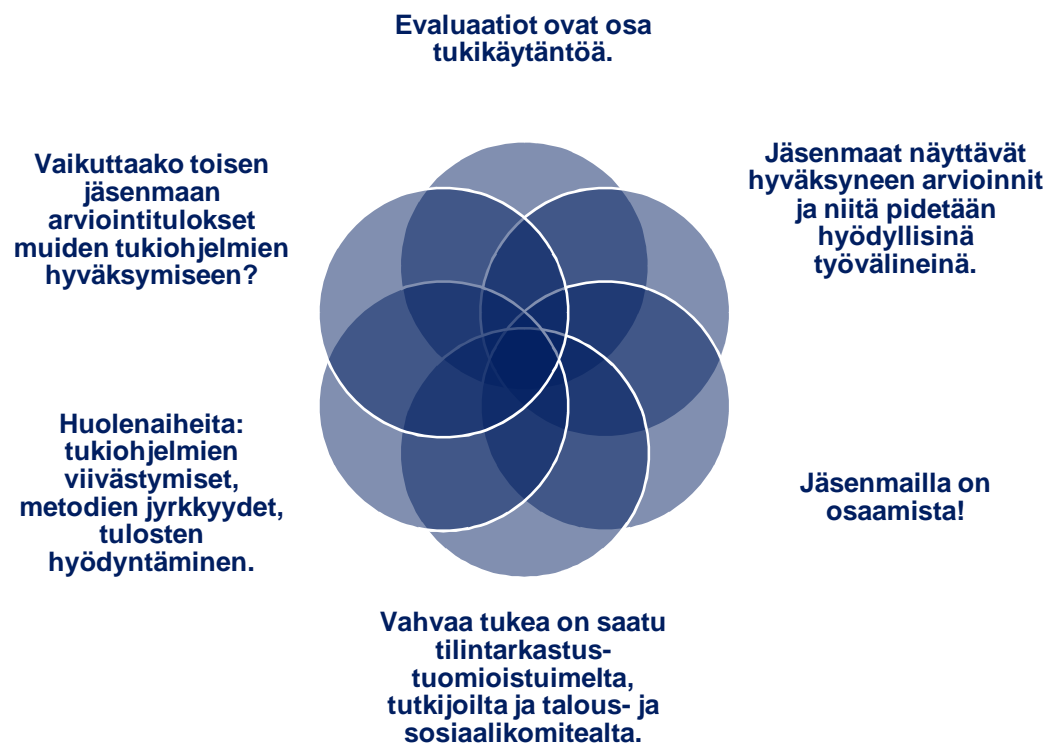 Evaluaatiot ovat osa
tukikäytäntöä.
Jäsenmaat näyttävät
hyväksyneen arvioinnit
ja niitä pidetään
hyödyllisinä
työvälineinä.
Jäsenmailla on
osaamista!
Vahvaa tukea on saatu
tilintarkastus-
tuomioistuimelta,
tutkijoilta ja talous- ja
sosiaalikomitealta.
Huolenaiheita:
tukiohjelmien
viivästymiset,
metodien jyrkkyydet,
tulosten
hyödyntäminen.
Vaikuttaako toisen
jäsenmaan
arviointitulokset
muiden tukiohjelmien
hyväksymiseen?